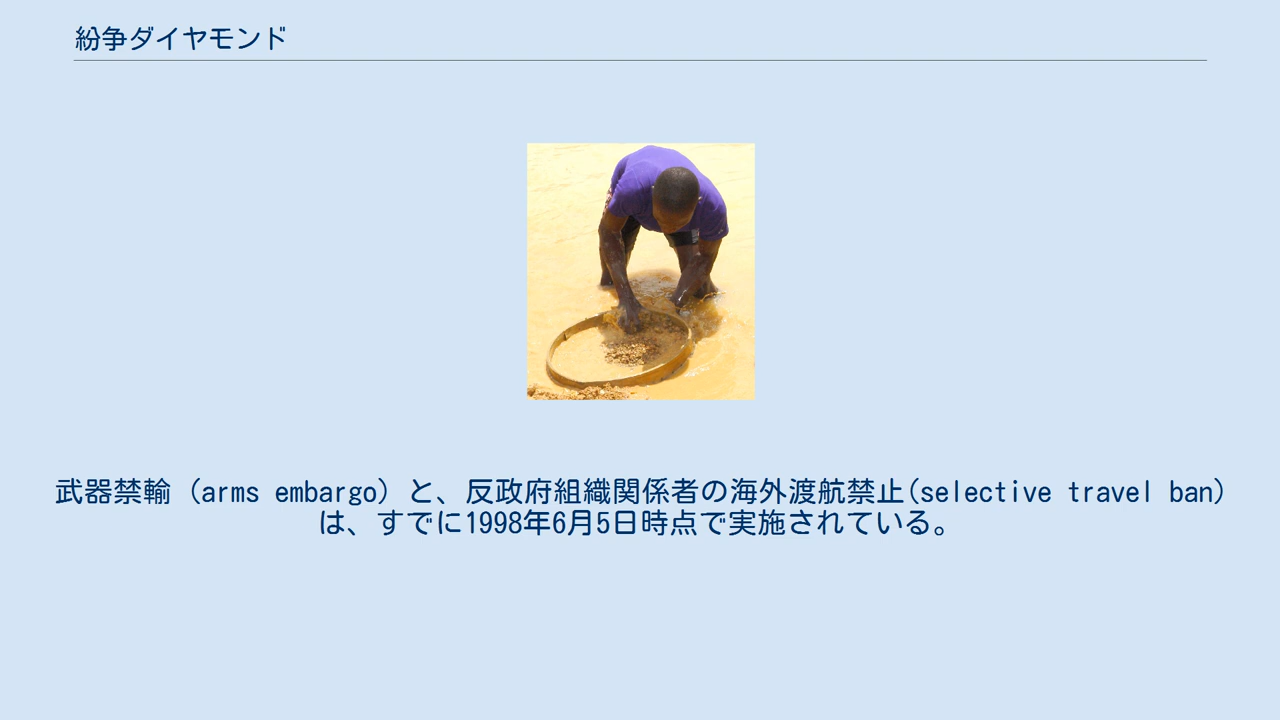 紛争ダイヤモンド
武器禁輸（arms embargo）と、反政府組織関係者の海外渡航禁止(selective travel ban)
は、すでに1998年6月5日時点で実施されている。